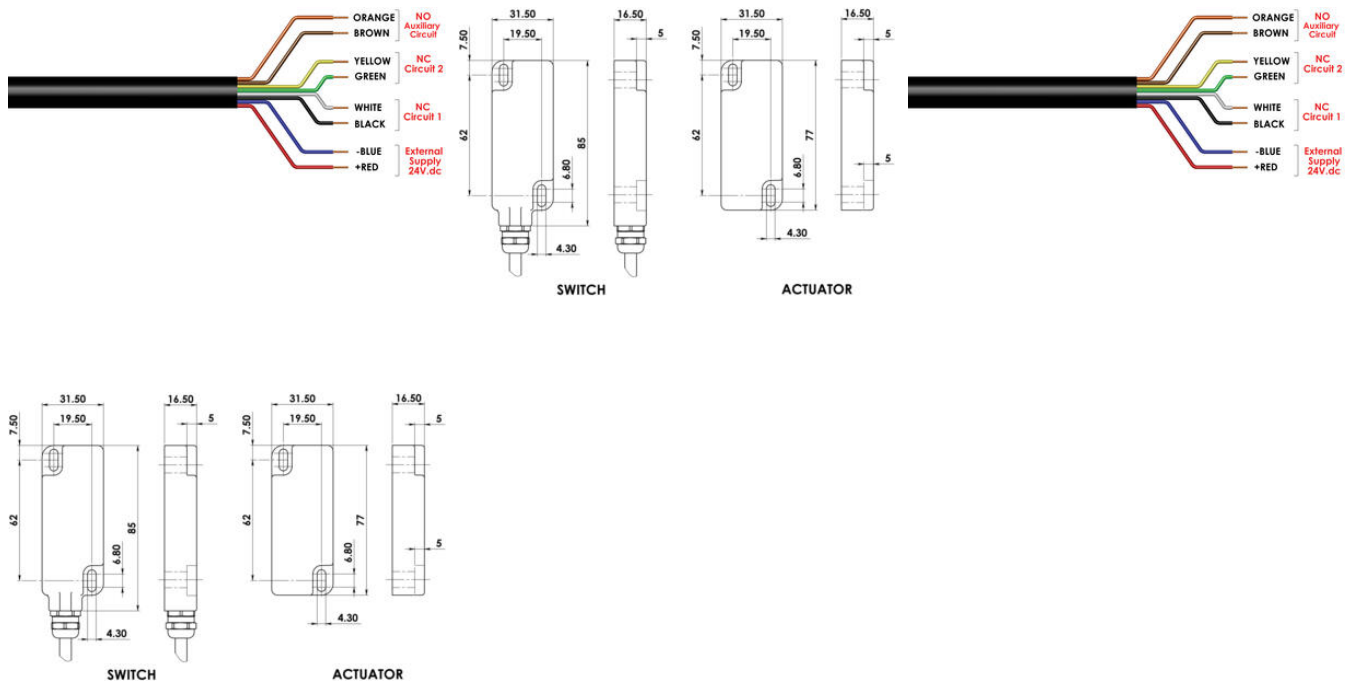 ORANGE
BROWN
NO
Auxiliary
Circuit
YELLOW
GREEN
NC
Circuit 2
WHITE
BLACK
NC
Circuit 1
-BLUE
+RED
External
Supply
24V.dc
31.50
19.50
7.50
62
85
6.80
4.30
16.50
5
SWITCH
31.50
19.50
7.50
62
77
6.80
4.30
16.50
5
5
ACTUATOR
ORANGE
BROWN
NO
Auxiliary
Circuit
YELLOW
GREEN
NC
Circuit 2
WHITE
BLACK
NC
Circuit 1
-BLUE
+RED
External
Supply
24V.dc
31.50
19.50
7.50
62
85
6.80
4.30
16.50
5
SWITCH
31.50
19.50
7.50
62
77
6.80
4.30
16.50
5
5
ACTUATOR